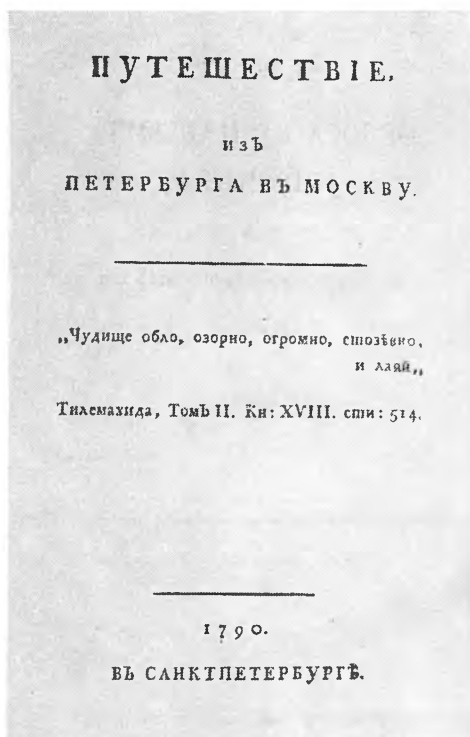 ПУТЕШЕСТВІЕ,
изЪ
ПЕТЕРБУРГА ВЪ МОСКВУ.
„Чудище обло, озорно, огромно, стозѣвно,
и лаяй„
Тилемахида, ТомЪ II. Кн: XVIII. сти: 514.
1790.
ВЬ САНКТПЕТЕРБУРГѢ.